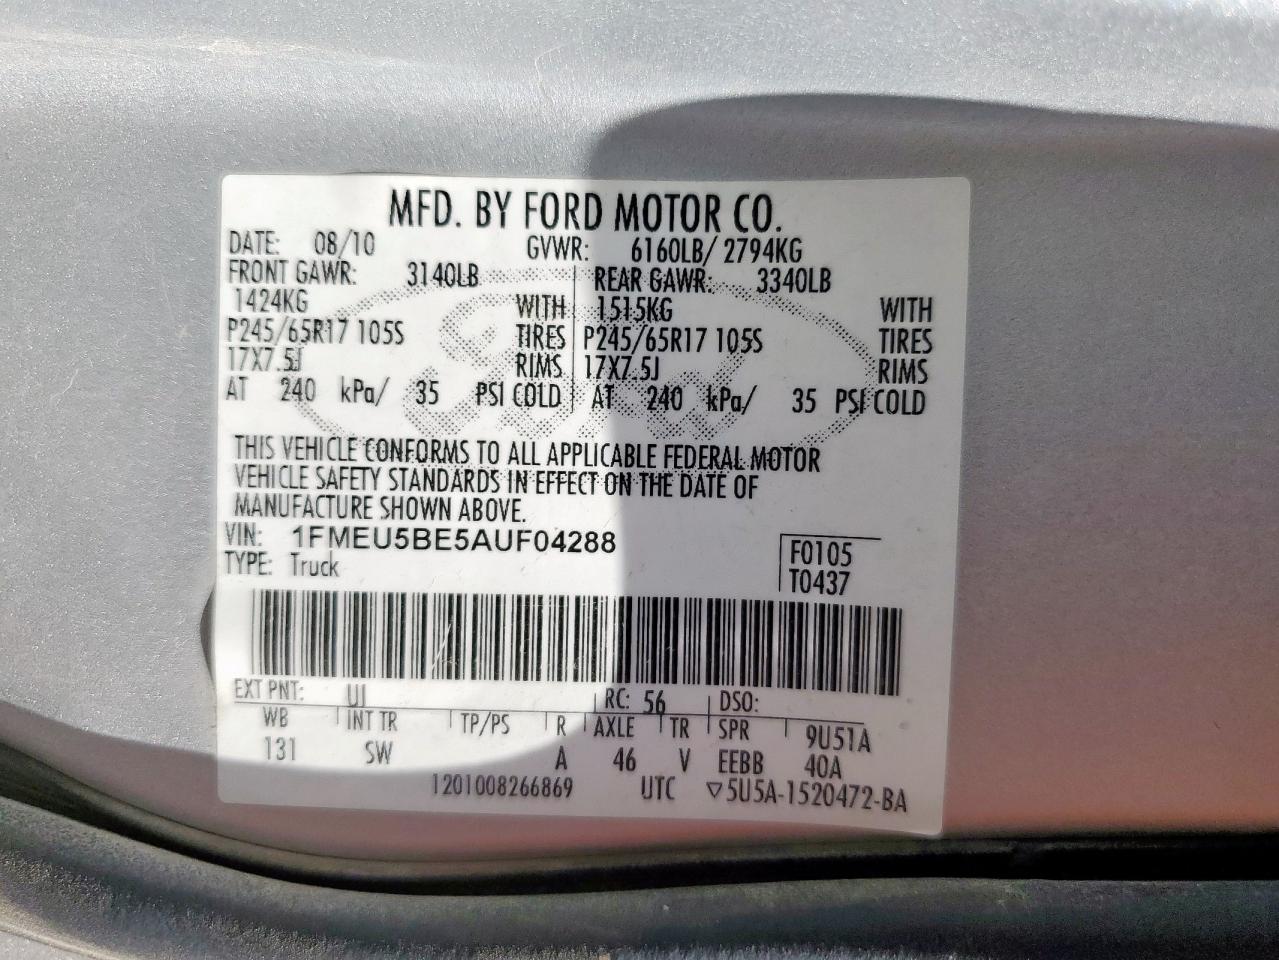 MFD. BY FORD MOTOR CO.
DATE: 08/10 GVWR: 6160LB/ 2794KG
FRONT GAWR: 3140LB REAR GAWR: 3340LB
1424KG WITH 1515KG WITH
P245/65R17 105S TIRES P245/65R17 105S TIRES
17X7.5J RIMS 17X7.5J RIMS
AT 240 kPa/ 35 PSI COLD AT 240 kPa/ 35 PSI COLD
THIS VEHICLE CONFORMS TO ALL APPLICABLE FEDERAL MOTOR
VEHICLE SAFETY STANDARDS IN EFFECT ON THE DATE OF
MANUFACTURE SHOWN ABOVE.
VIN: 1FMEU5BE5AUF04288 F0105
TYPE: Truck T0437
EXT PNT: UI RC: 56 DSO:
WB INT TR TP/PS R AXLE TR SPR 9U51A
131 SW A 46 V EEBB 40A
1201008266869 UTC ▽5U5A-1520472-BA